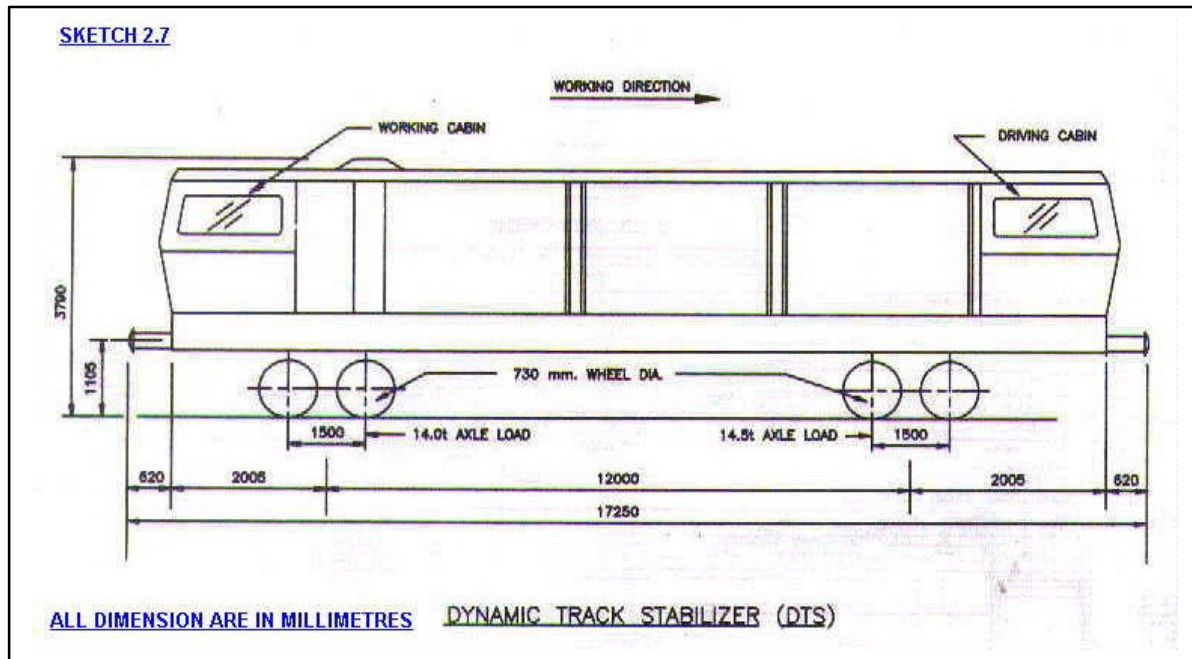 SKETCH 2.7
WORKING DIRECTION
WORKING CABIN
DRIVING CABIN
3790
1105
730 mm. WHEEL DIA.
1500
14.0t AXLE LOAD
14.5t AXLE LOAD
1500
620
2005
12000
2005
620
17250
ALL DIMENSION ARE IN MILLIMETRES
DYNAMIC TRACK STABILIZER (DTS)